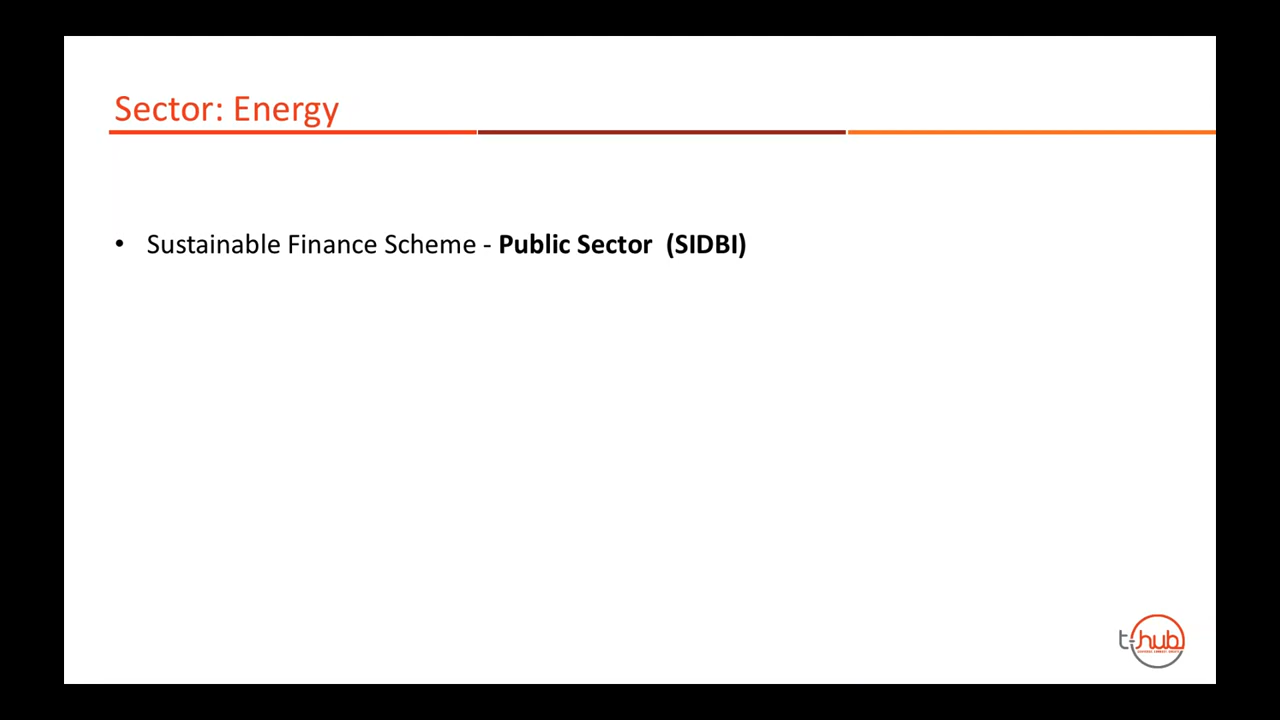 Sector: Energy
• Sustainable Finance Scheme - Public Sector (SIDBI)
t-hub